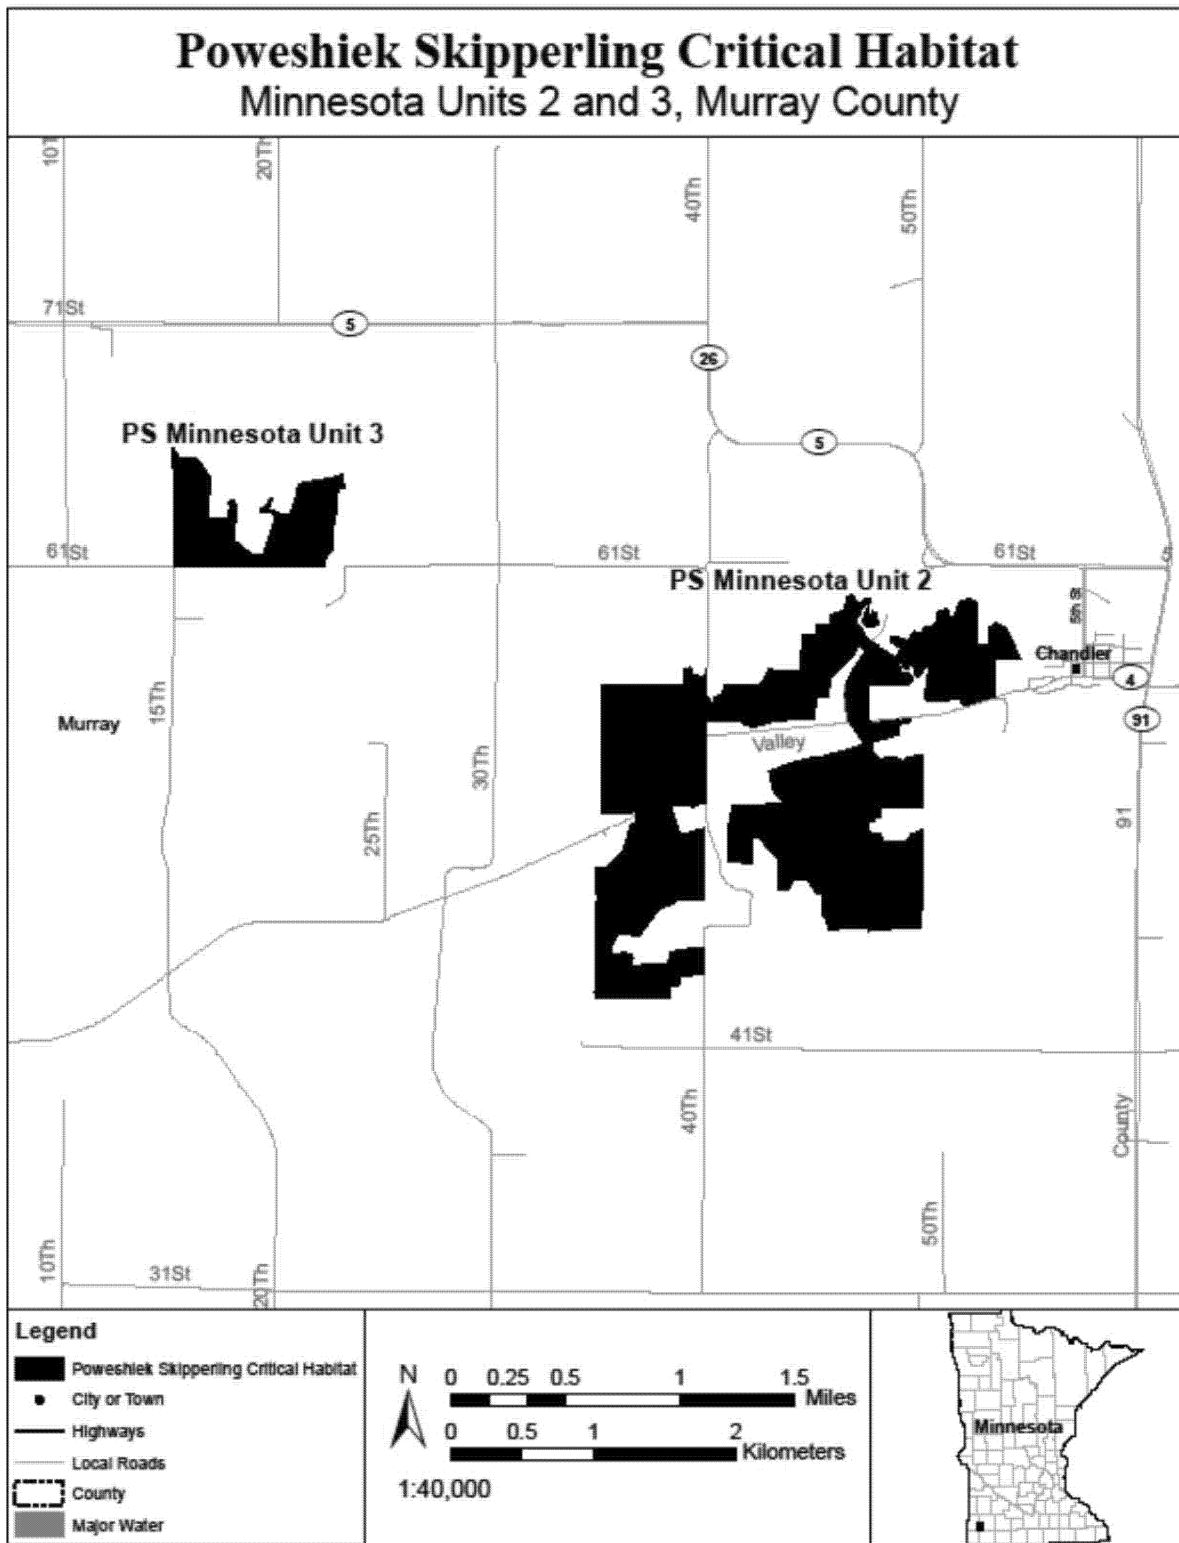 Poweshiek Skipperling Critical Habitat
Minnesota Units 2 and 3, Murray County
20Th
40Th
50Th
71St
5
26
5
PS Minnesota Unit 3
61St
61St
61St
5
PS Minnesota Unit 2
Chandler
4
91
15Th
Murray
Valley
30Th
25Th
91
41St
40Th
County
50Th
10Th
31St
20Th
Legend
Poweshiek Skipperling Critical Habitat
City or Town
Highways
Local Roads
County
Major Water
N
0 0.25 0.5 1 1.5
Miles
0 0.5 1 2
Kilometers
1:40,000
Minnesota